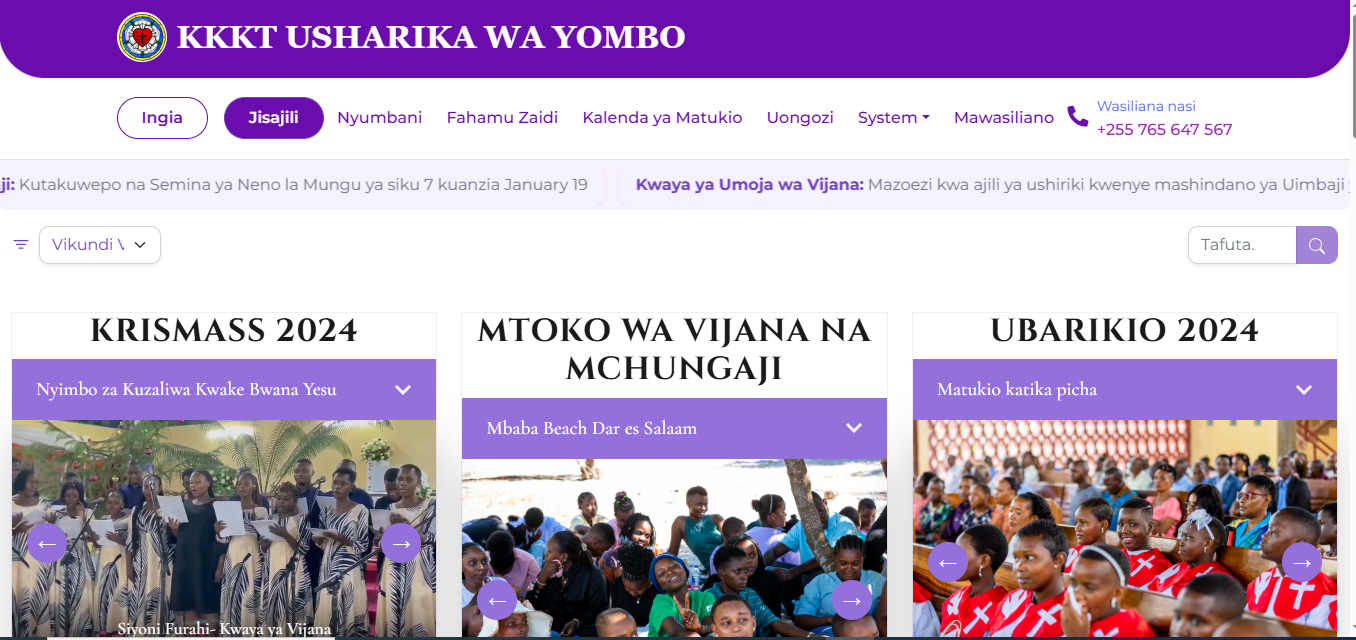 KKKT USHARIKA WA YOMBO
Ingia
Jisajili
Nyumbani
Fahamu Zaidi
Kalenda ya Matukio
Uongozi
System
Mawasiliano
Wasiliana nasi
+255 765 647 567
ji: Kutakuwepo na Semina ya Neno la Mungu ya siku 7 kuanzia January 19
Kwaya ya Umoja wa Vijana: Mazoezi kwa ajili ya ushiriki kwenye mashindano ya Uimbaji
Vikundi
Tafuta.
KRISMASS 2024
Nyimbo za Kuzaliwa Kwake Bwana Yesu
Siyoni Furahi- Kwaya ya Vijana
MTOKO WA VIJANA NA
MCHUNGAJI
Mbaba Beach Dar es Salaam
UBARIKIO 2024
Matukio katika picha